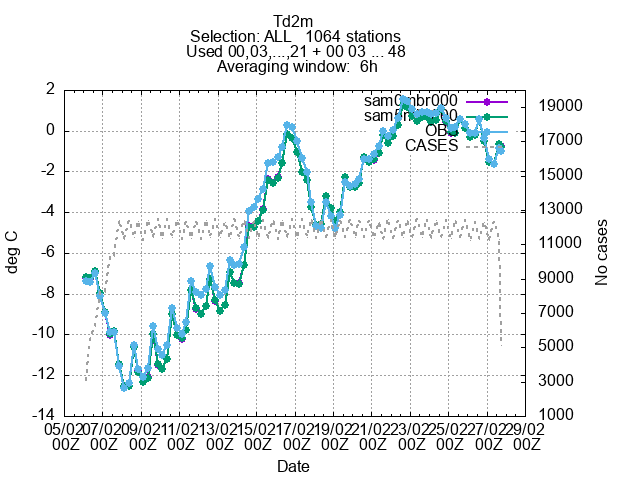 Td2m
Selection: ALL   1064 stations
Used 00,03,...,21 + 00 03 ... 48
Averaging window:  6h
sam0mbr000
OBS
CASES
2
0
-2
-4
-6
-8
-10
-12
-14
deg C
19000
17000
15000
13000
11000
9000
7000
5000
3000
1000
No cases
05/02 07/02 09/02 11/02 13/02 15/02 17/02 19/02 21/02 23/02 25/02 27/02 29/02
00Z 00Z 00Z 00Z 00Z 00Z 00Z 00Z 00Z 00Z 00Z 00Z 00Z
Date